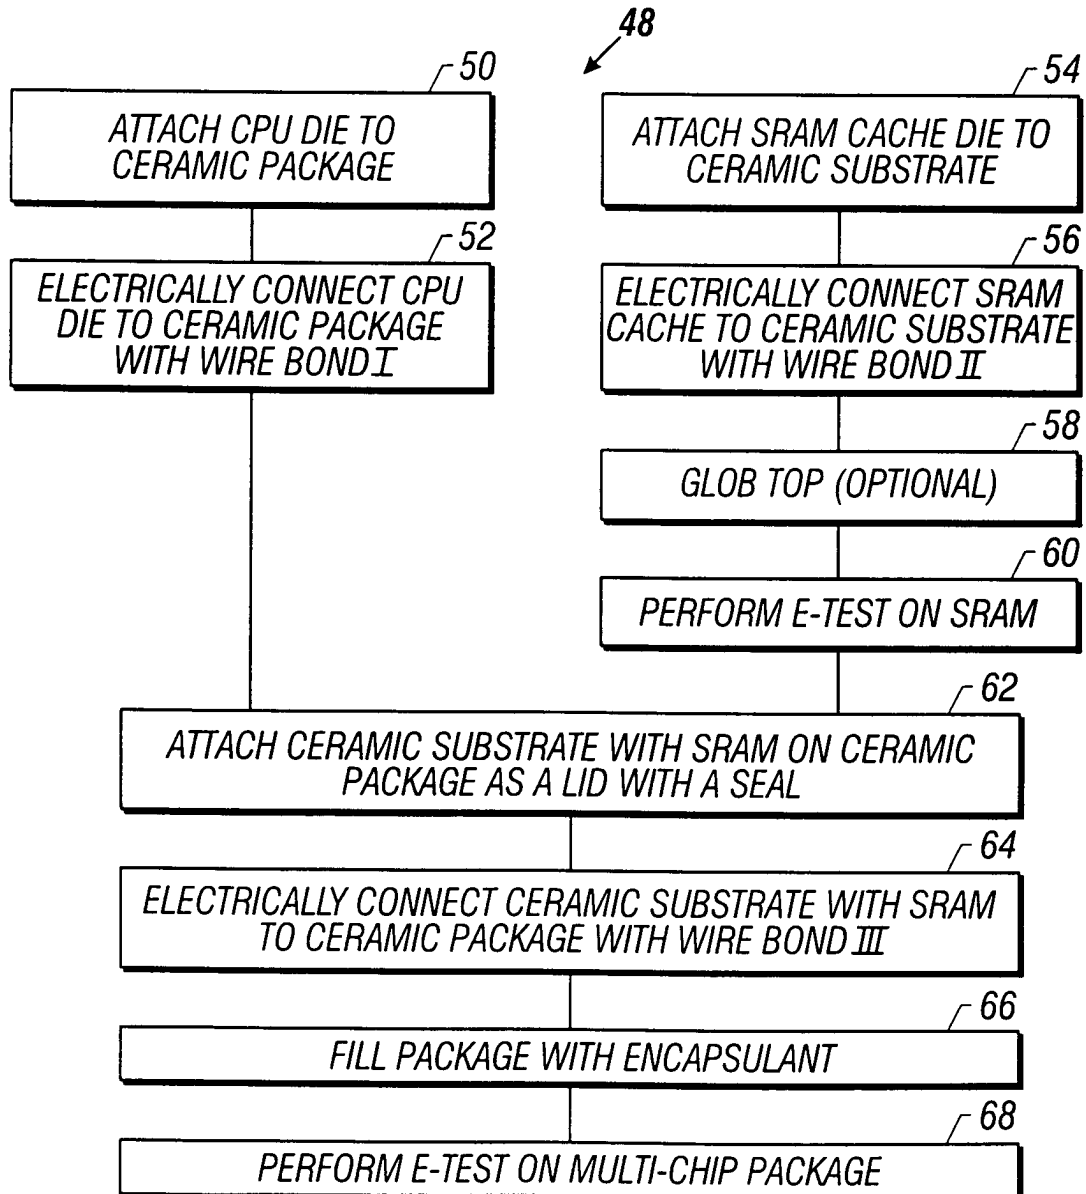 48
50
ATTACH CPU DIE TO
CERAMIC PACKAGE
52
ELECTRICALLY CONNECT CPU
DIE TO CERAMIC PACKAGE
WITH WIRE BOND I
54
ATTACH SRAM CACHE DIE TO
CERAMIC SUBSTRATE
56
ELECTRICALLY CONNECT SRAM
CACHE TO CERAMIC SUBSTRATE
WITH WIRE BOND II
58
GLOB TOP (OPTIONAL)
60
PERFORM E-TEST ON SRAM
62
ATTACH CERAMIC SUBSTRATE WITH SRAM ON CERAMIC
PACKAGE AS A LID WITH A SEAL
64
ELECTRICALLY CONNECT CERAMIC SUBSTRATE WITH SRAM
TO CERAMIC PACKAGE WITH WIRE BOND III
66
FILL PACKAGE WITH ENCAPSULANT
68
PERFORM E-TEST ON MULTI-CHIP PACKAGE